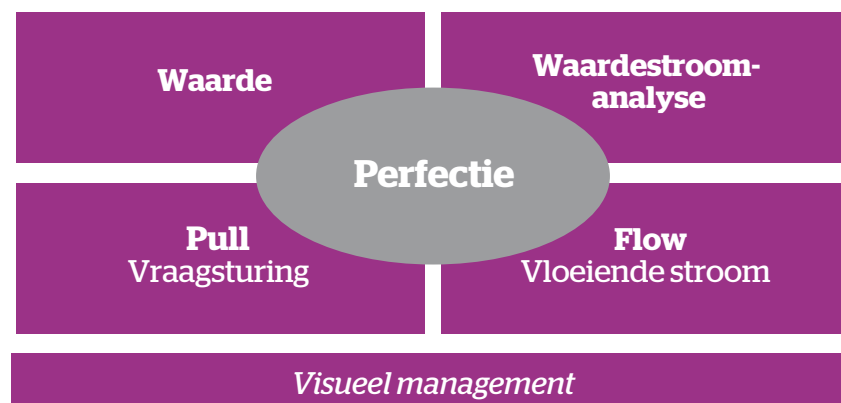 Waarde
Waardestroom-
analyse
Perfectie
Pull
Vraagsturing
Flow
Vloeiende stroom
Visueel management